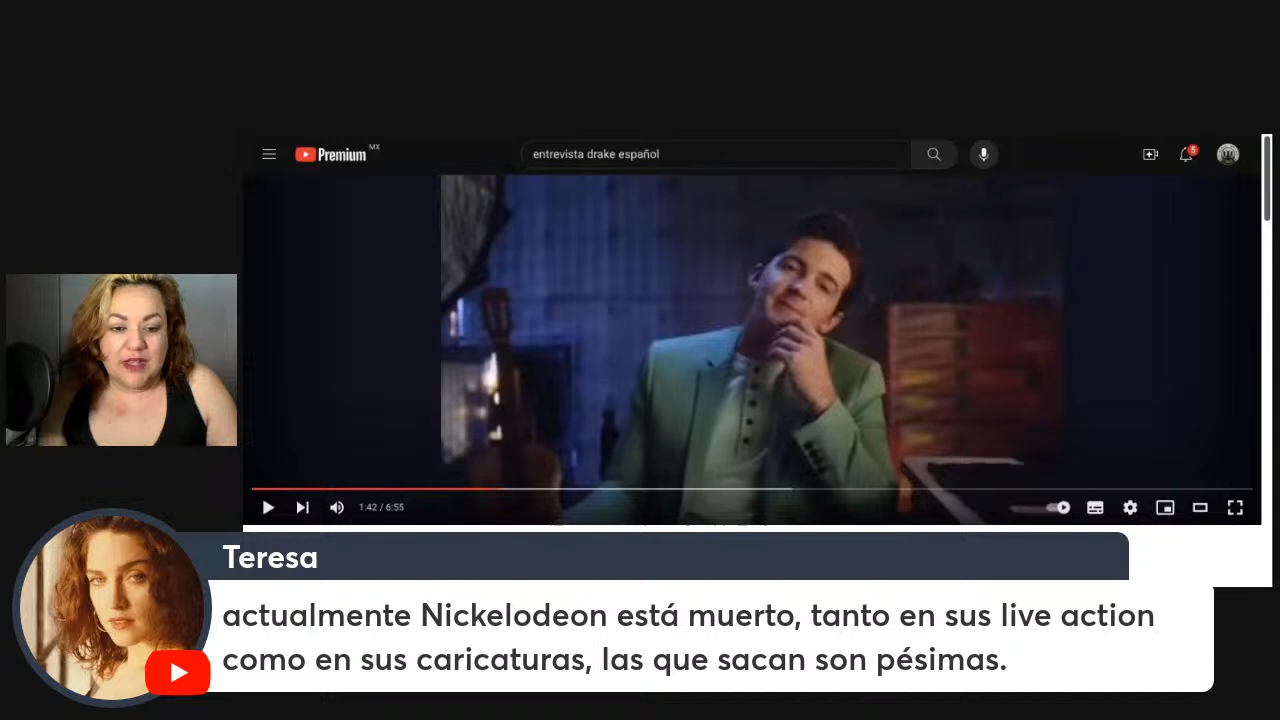 Premium MX
entrevista drake español
5
1:42 / 6:55
Teresa
actualmente Nickelodeon está muerto, tanto en sus live action
como en sus caricaturas, las que sacan son pésimas.